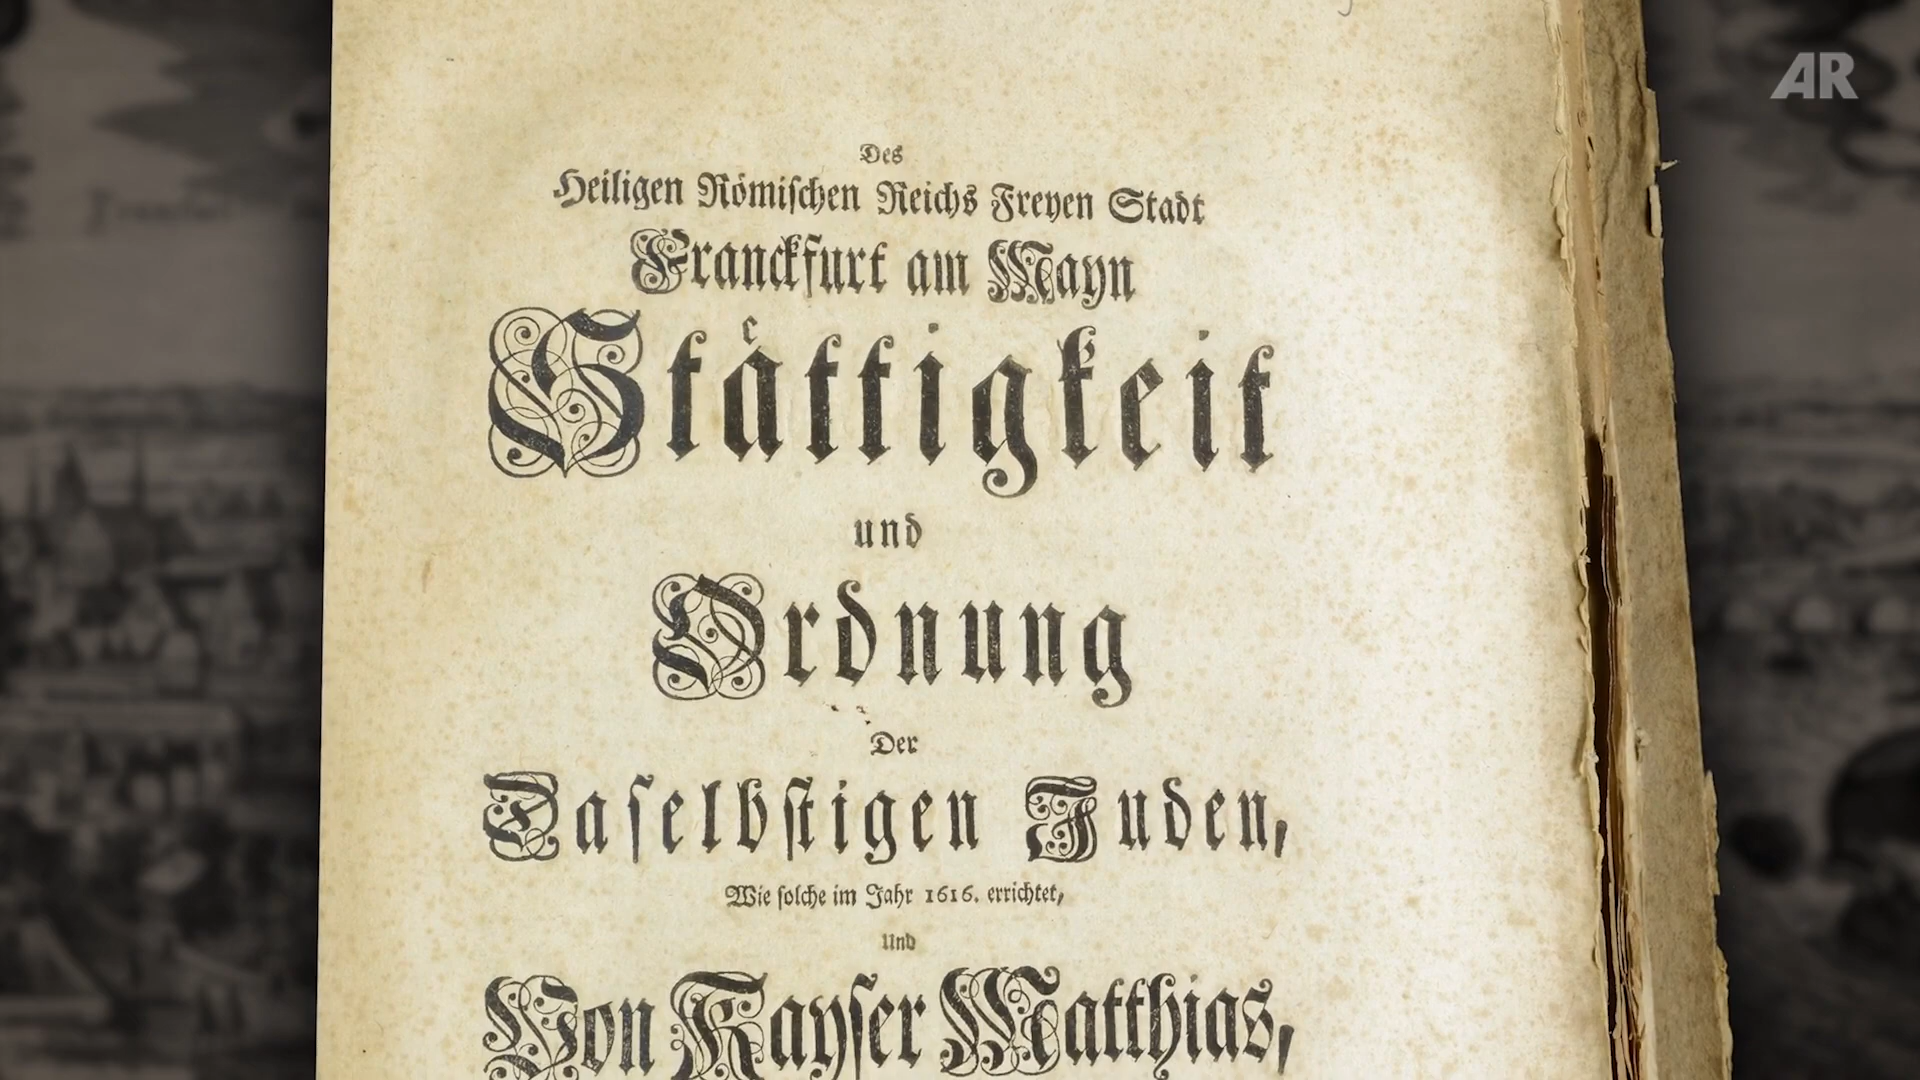 AR
Des
Heiligen Römischen Reichs Freyen Stadt
Franckfurt am Mayn
Stättigkeit
und
Ordnung
Der
Daselbstigen Juden,
Wie solche im Jahr 1616. errichtet,
Und
Von Kayser Matthias,